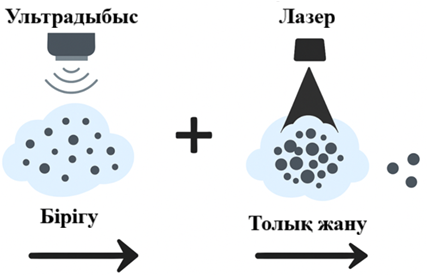 Ультрадыбыс
Лазер
+
Бірігу
Толық жану